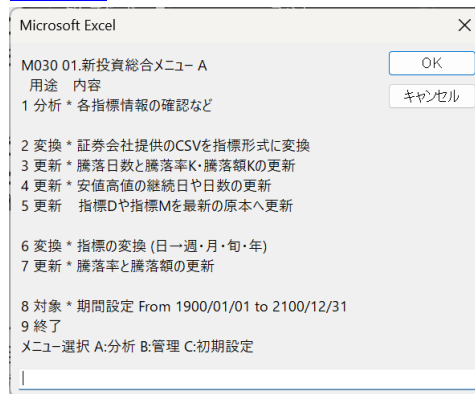 Microsoft Excel
M030 01.新投資総合メニュー A
用途 内容
1 分析 * 各指標情報の確認など
2 変換 * 証券会社提供のCSVを指標形式に変換
3 更新 * 騰落日数と騰落率K・騰落額Kの更新
4 更新 * 安値高値の継続日や日数の更新
5 更新 指標Dや指標Mを最新の原本へ更新
6 変換 * 指標の変換 (日→週・月・旬・年)
7 更新 * 騰落率と騰落額の更新
8 対象 * 期間設定 From 1900/01/01 to 2100/12/31
9 終了
メニュー選択 A:分析 B:管理 C:初期設定
OK
キャンセル